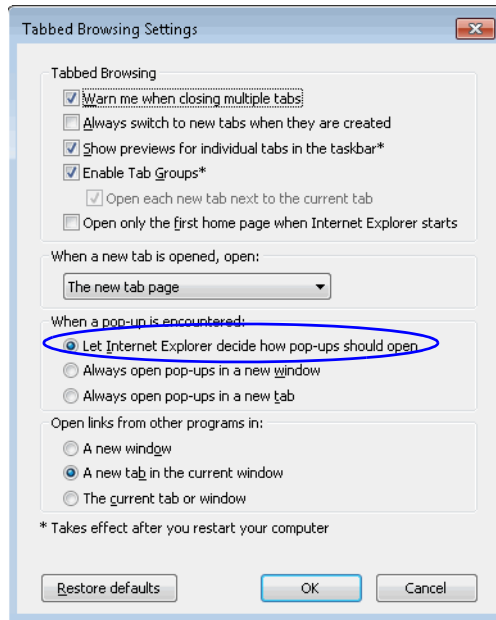 Tabbed Browsing Settings
Tabbed Browsing
Warn me when closing multiple tabs
Always switch to new tabs when they are created
Show previews for individual tabs in the taskbar*
Enable Tab Groups*
Open each new tab next to the current tab
Open only the first home page when Internet Explorer starts
When a new tab is opened, open:
The new tab page
When a pop-up is encountered:
Let Internet Explorer decide how pop-ups should open
Always open pop-ups in a new window
Always open pop-ups in a new tab
Open links from other programs in:
A new window
A new tab in the current window
The current tab or window
* Takes effect after you restart your computer
Restore defaults OK Cancel